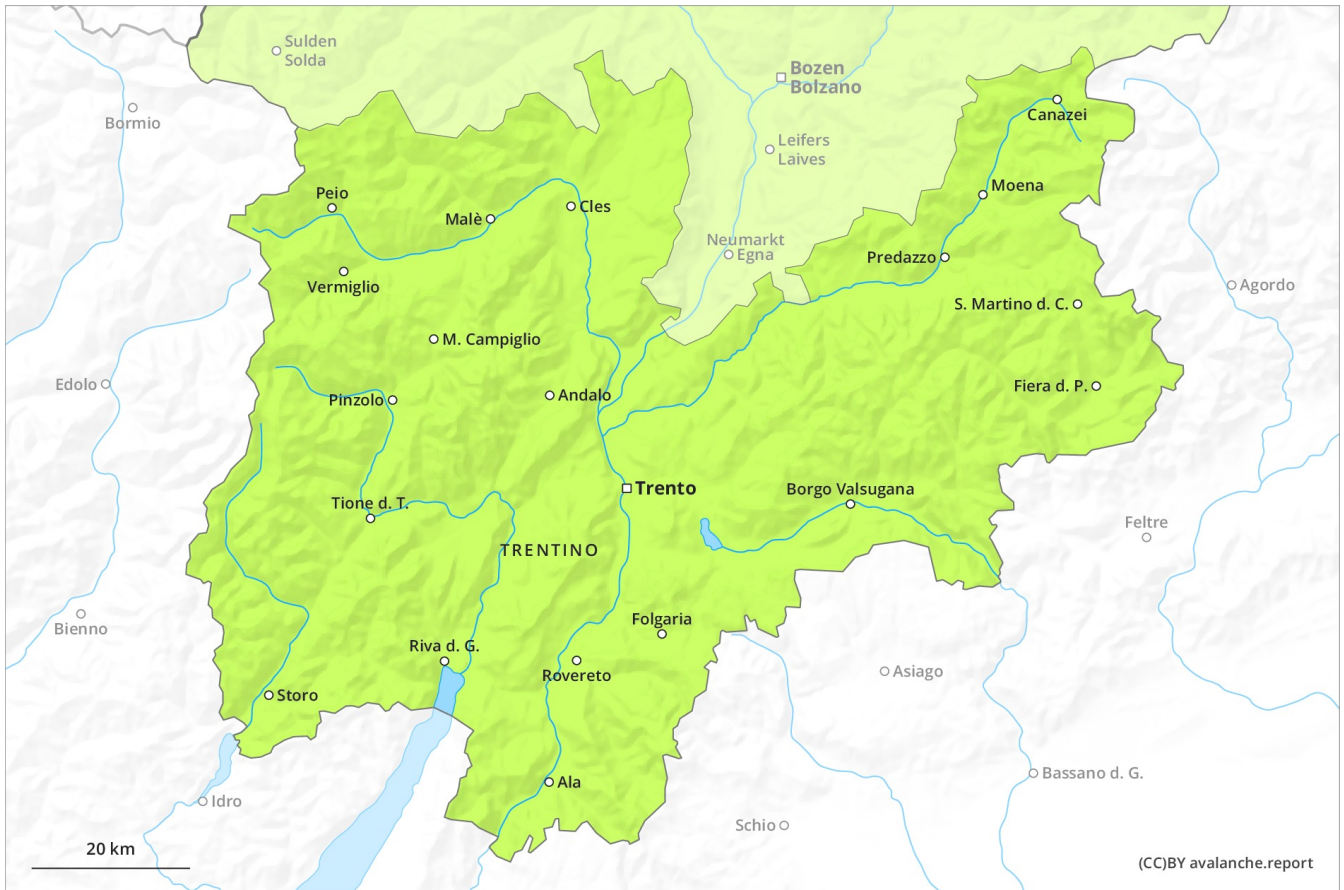 Sulden
Solda
Bozen
Bolzano
Bormio
Canazei
Leifers
Laives
Peio
Moena
Malè
Cles
Neumarkt
Egna
Predazzo
Vermiglio
Agordo
S. Martino d. C.
M. Campiglio
Edolo
Fiera d. P.
Andalo
Pinzolo
Trento
Borgo Valsugana
Tione d. T.
Feltre
TRENTINO
Folgaria
Bienno
Riva d. G.
Asiago
Rovereto
Storo
Bassano d. G.
Ala
Idro
Schio
20 km
(CC)BY avalanche.report